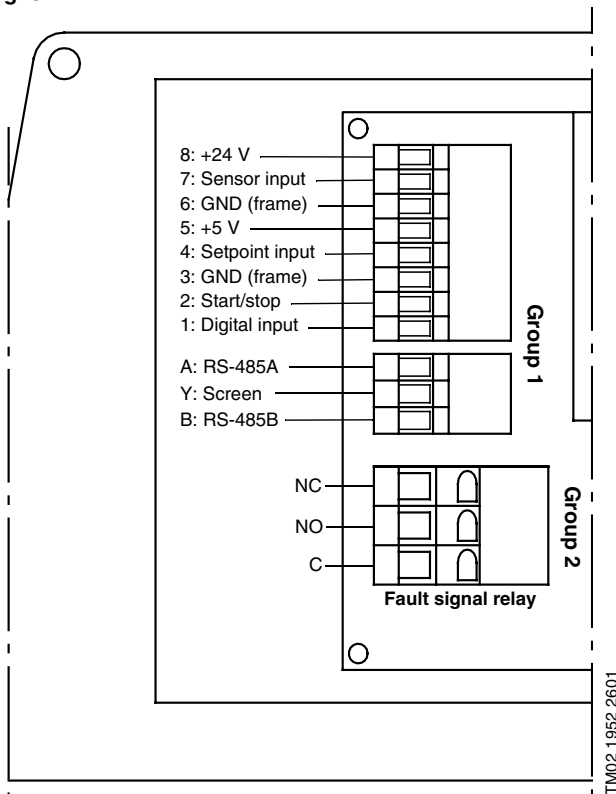 8: +24 V
7: Sensor input
6: GND (frame)
5: +5 V
4: Setpoint input
3: GND (frame)
2: Start/stop
1: Digital input
Group 1
A: RS-485A
Y: Screen
B: RS-485B
NC
NO
C
Group 2
Fault signal relay
TM02 1952 2601